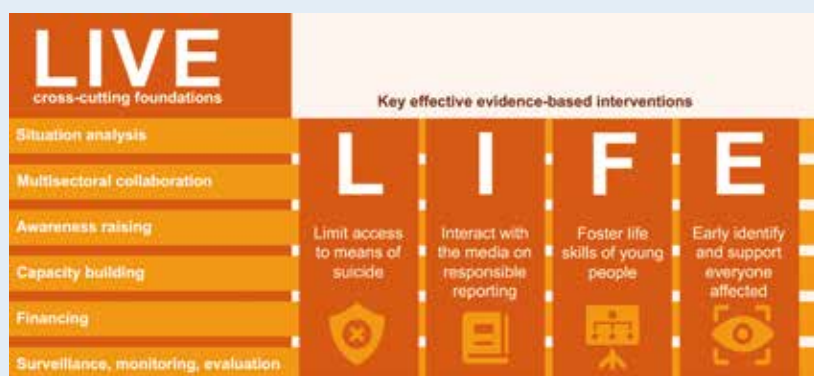 LIVE
cross-cutting foundations
Key effective evidence-based interventions
Situation analysis
Multisectoral collaboration
Awareness raising
Capacity building
Financing
Surveillance, monitoring, evaluation
L
Limit access
to means of
suicide
I
Interact with
the media on
responsible
reporting
F
Foster life
skills of young
people
E
Early identify
and support
everyone
affected